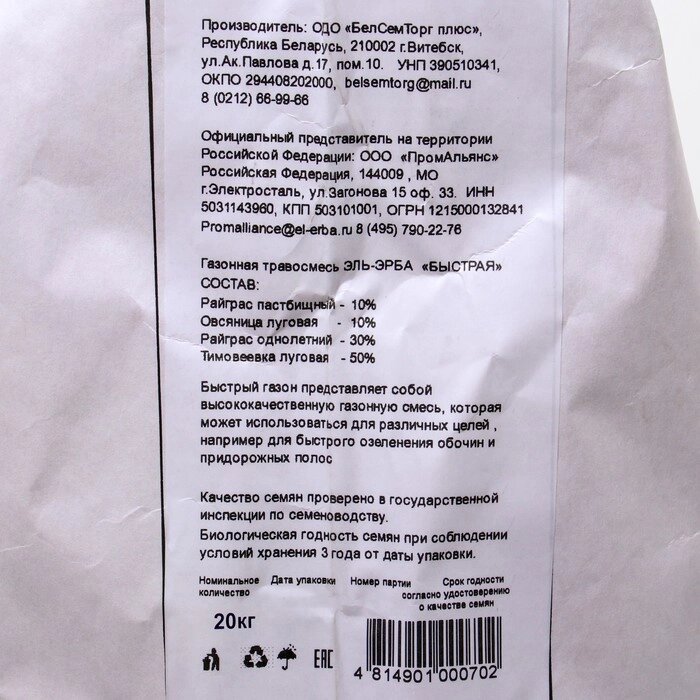 Производитель: ОДО «БелСемТорг плюс»,
Республика Беларусь, 210002 г.Витебск,
ул.Ак.Павлова д.17, пом.10. УНП 390510341,
ОКПО 294408202000, belsemtorg@mail.ru
8 (0212) 66-99-66
Официальный представитель на территории
Российской Федерации: ООО «ПромАльянс»
Российская Федерация, 144009 , МО
г.Электросталь, ул.Загонова 15 оф. 33. ИНН
5031143960, КПП 503101001, ОГРН 1215000132841
Promalliance@el-erba.ru 8 (495) 790-22-76
Газонная травосмесь ЭЛЬ-ЭРБА «БЫСТРАЯ»
СОСТАВ:
Райграс пастбищный - 10%
Овсяница луговая - 10%
Райграс однолетний - 30%
Тимовеевка луговая - 50%
Быстрый газон представляет собой
высококачественную газонную смесь, которая
может использоваться для различных целей ,
например для быстрого озеленения обочин и
придорожных полос
Качество семян проверено в государственной
инспекции по семеноводству.
Биологическая годность семян при соблюдении
условий хранения 3 года от даты упаковки.
Номинальное количество Дата упаковки Номер партии Срок годности согласно удостоверению о качестве семян
20кг
EAC
4 814901 000702